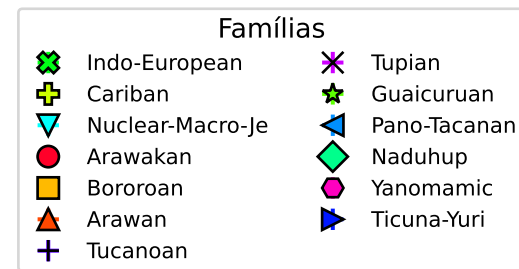 Famílias
Indo-European
Cariban
Nuclear-Macro-Je
Arawakan
Bororoan
Arawan
Tucanoan
Tupian
Guaicuruan
Pano-Tacanan
Naduhup
Yanomamic
Ticuna-Yuri